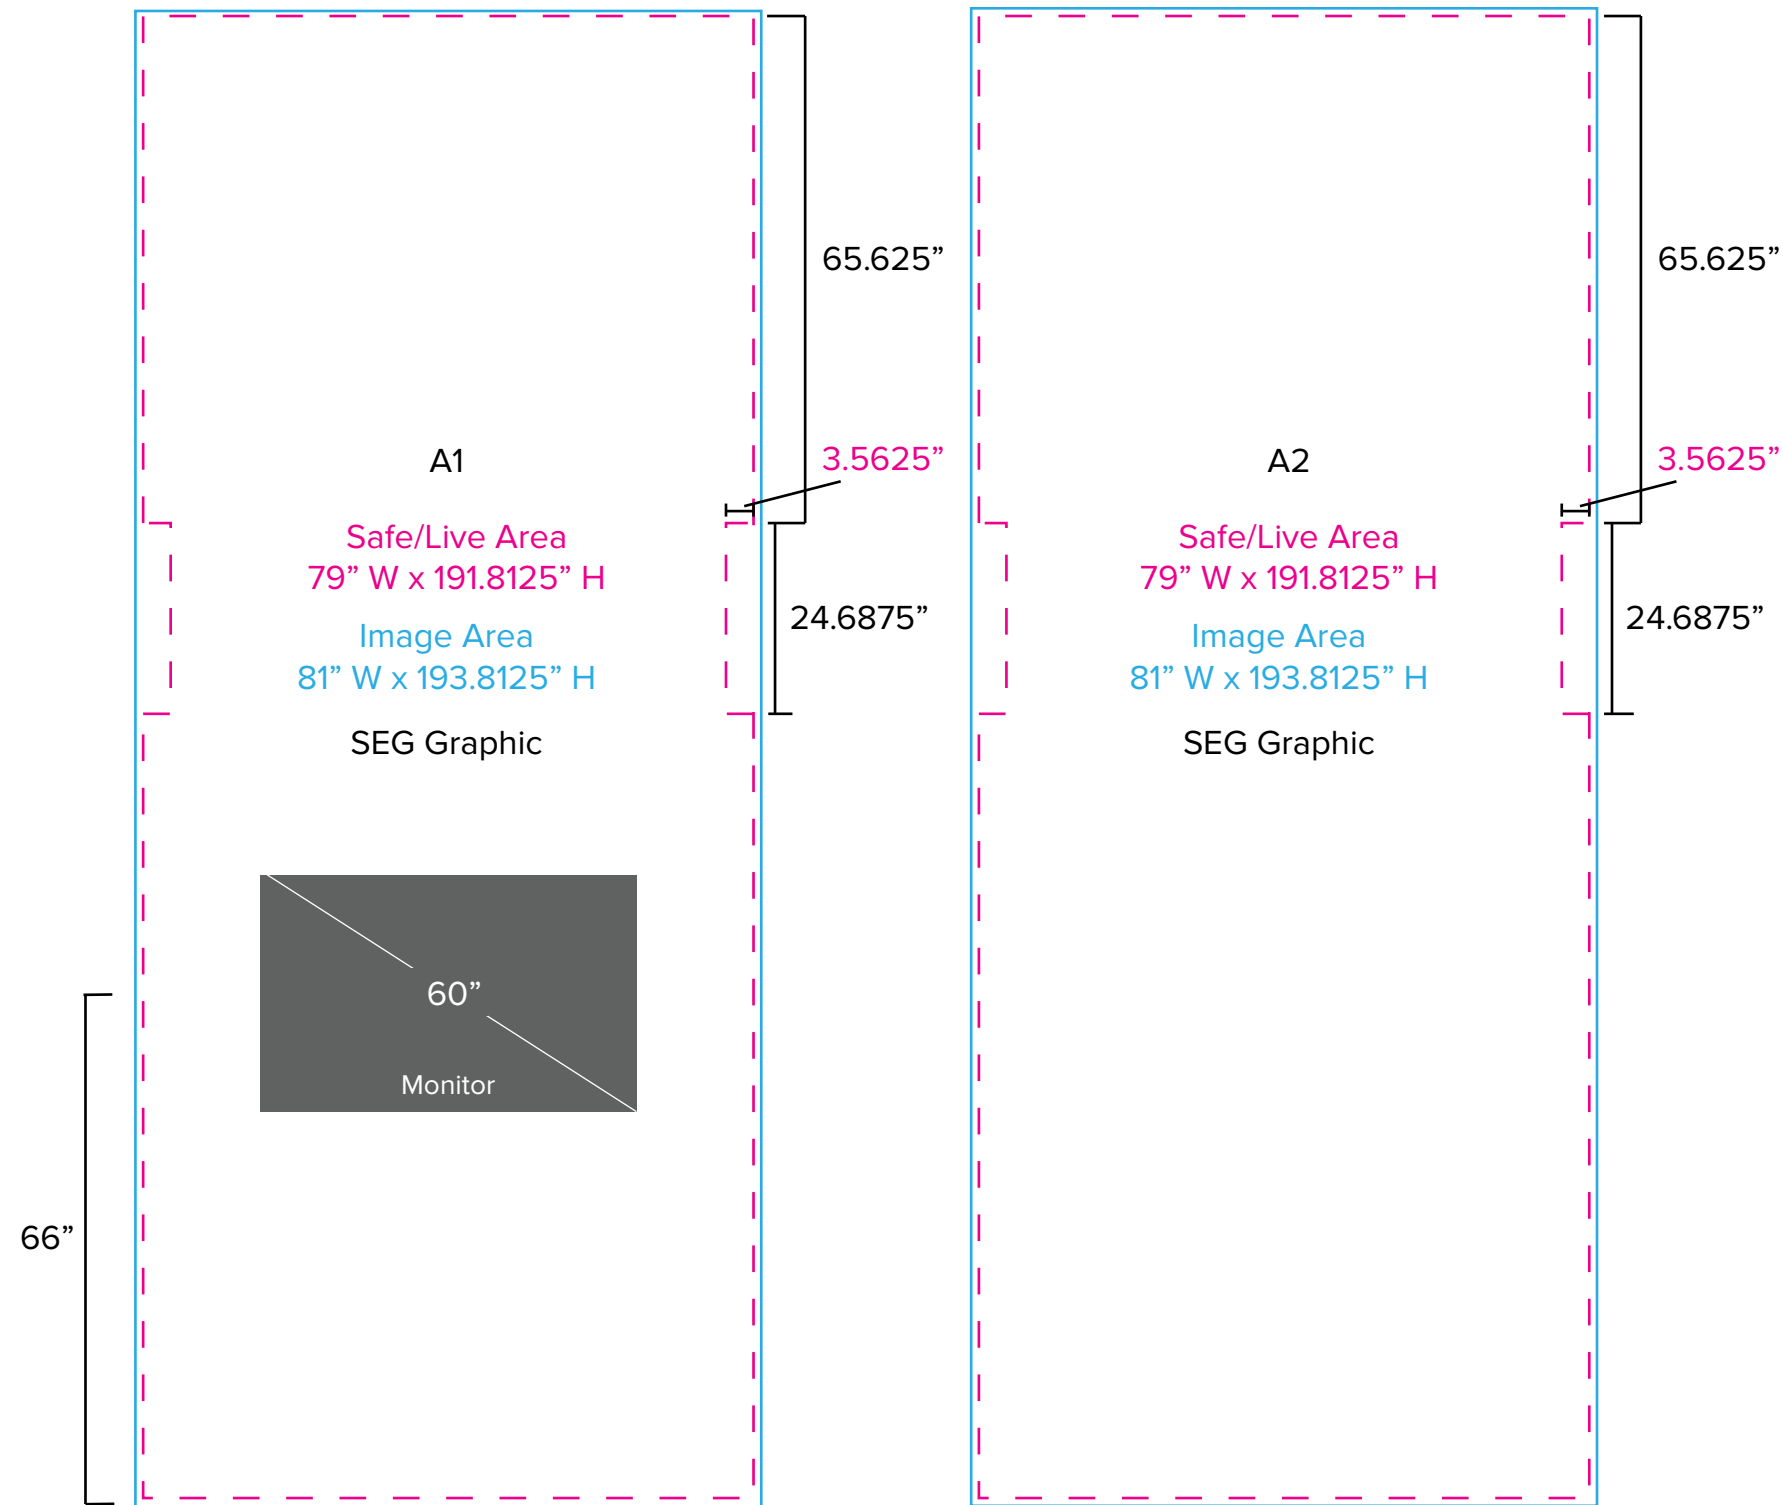 65.625”
65.625”
A1
3.5625”
A2
3.5625”
Safe/Live Area
79” W x 191.8125” H
Image Area
81” W x 193.8125” H
SEG Graphic
24.6875”
Safe/Live Area
79” W x 191.8125” H
Image Area
81” W x 193.8125” H
SEG Graphic
24.6875”
60”
Monitor
66”